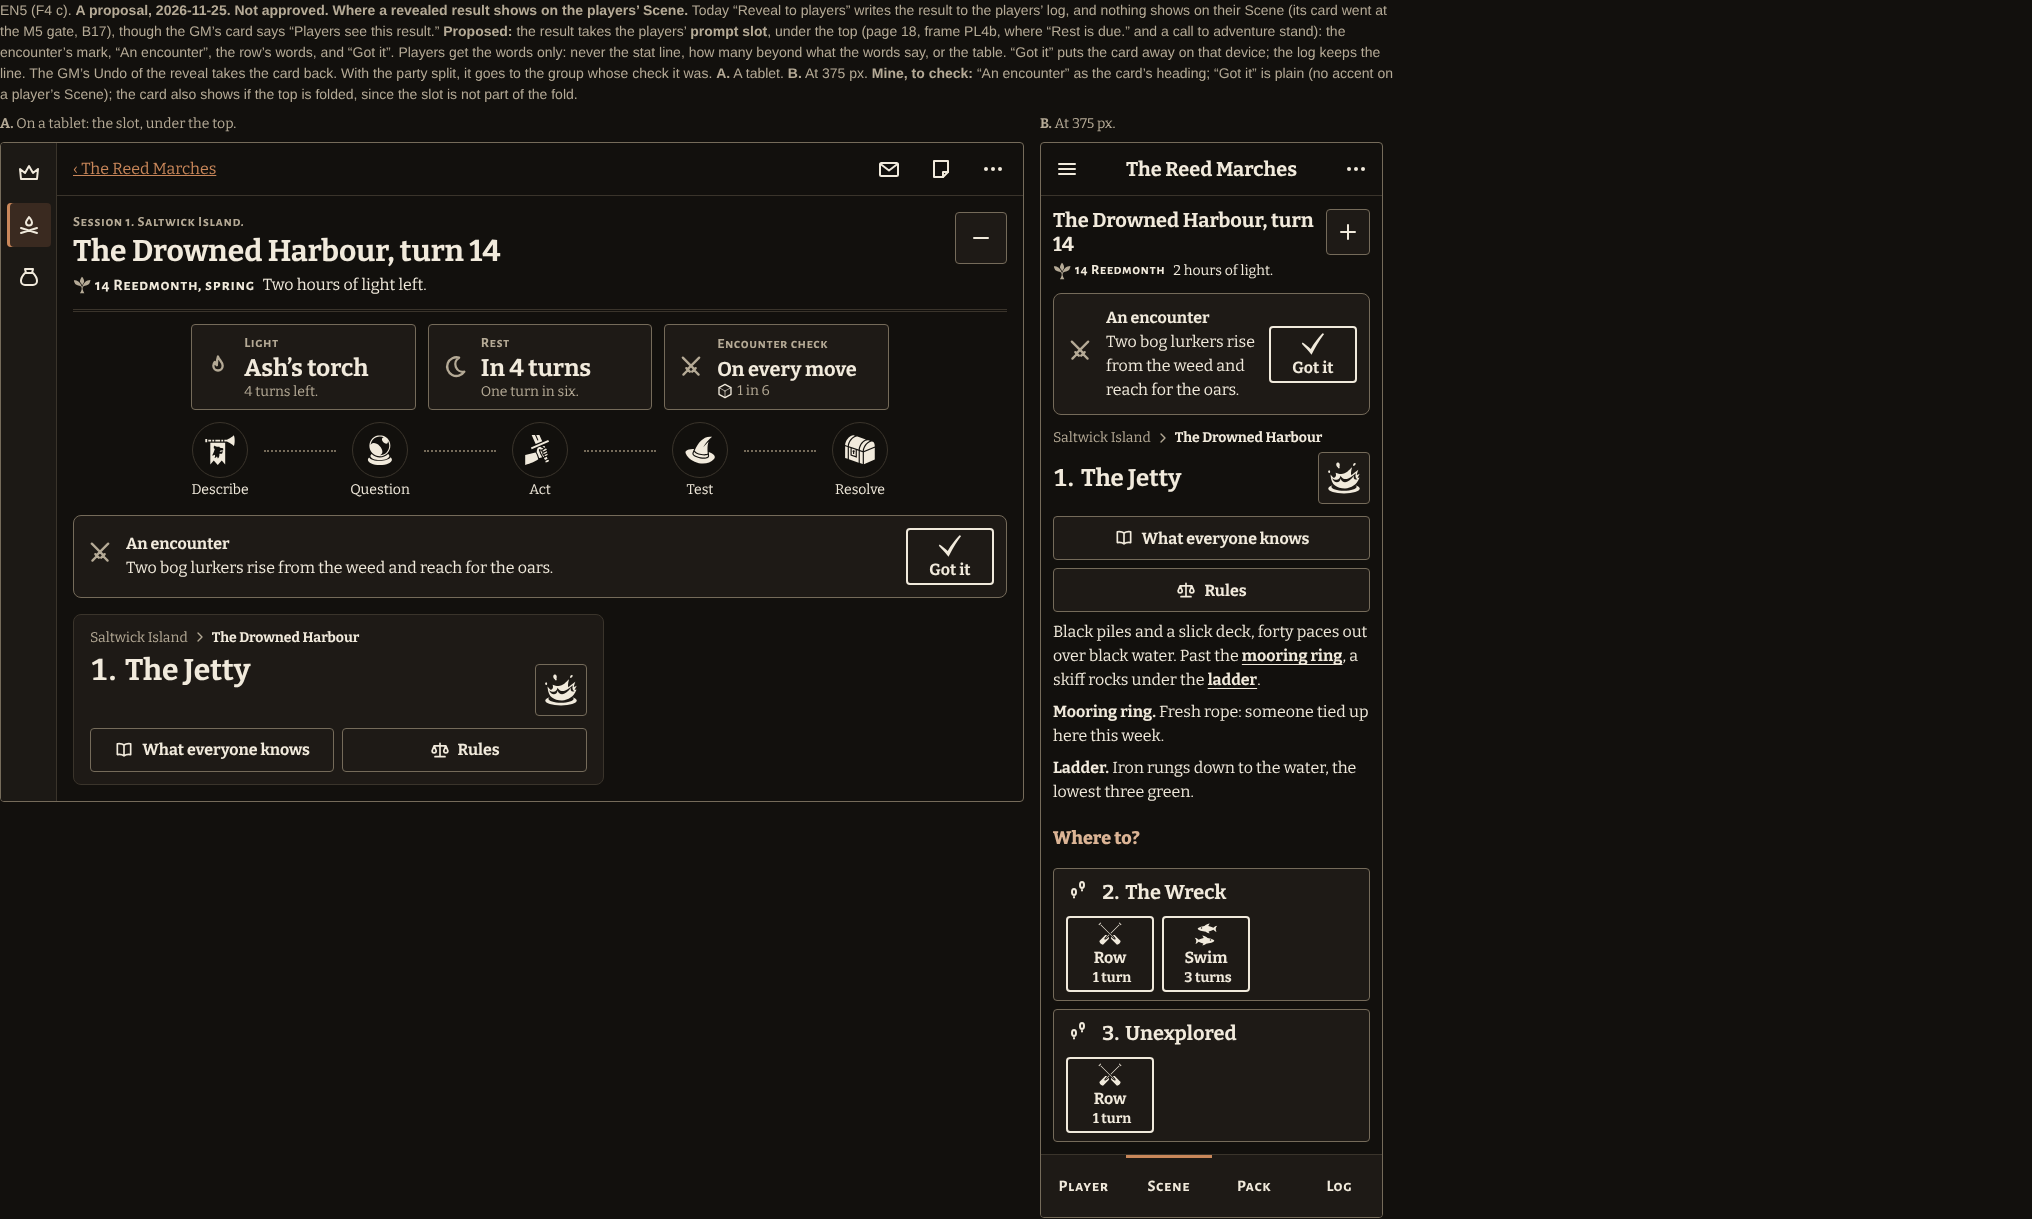 EN5 (F4 c). A proposal, 2026-11-25. Not approved. Where a revealed result shows on the players’ Scene. Today “Reveal to players” writes the result to the players’ log, and nothing shows on their Scene (its card went at
the M5 gate, B17), though the GM’s card says “Players see this result.” Proposed: the result takes the players’ prompt slot, under the top (page 18, frame PL4b, where “Rest is due.” and a call to adventure stand): the
encounter’s mark, “An encounter”, the row’s words, and “Got it”. Players get the words only: never the stat line, how many beyond what the words say, or the table. “Got it” puts the card away on that device; the log keeps the
line. The GM’s Undo of the reveal takes the card back. With the party split, it goes to the group whose check it was. A. A tablet. B. At 375 px. Mine, to check: “An encounter” as the card’s heading; “Got it” is plain (no accent on
a player’s Scene); the card also shows if the top is folded, since the slot is not part of the fold.
A. On a tablet: the slot, under the top.
‹ The Reed Marches
Session 1. Saltwick Island.
The Drowned Harbour, turn 14
14 Reedmonth, spring Two hours of light left.
Light
Ash’s torch
4 turns left.
Rest
In 4 turns
One turn in six.
Encounter check
On every move
1 in 6
Describe
Question
Act
Test
Resolve
An encounter
Two bog lurkers rise from the weed and reach for the oars.
Got it
Saltwick Island > The Drowned Harbour
1. The Jetty
What everyone knows
Rules
B. At 375 px.
The Reed Marches
The Drowned Harbour, turn
14
14 Reedmonth 2 hours of light.
An encounter
Two bog lurkers rise
from the weed and
reach for the oars.
Got it
Saltwick Island > The Drowned Harbour
1. The Jetty
What everyone knows
Rules
Black piles and a slick deck, forty paces out
over black water. Past the mooring ring, a
skiff rocks under the ladder.
Mooring ring. Fresh rope: someone tied up
here this week.
Ladder. Iron rungs down to the water, the
lowest three green.
Where to?
2. The Wreck
Row
1 turn
Swim
3 turns
3. Unexplored
Row
1 turn
Player
Scene
Pack
Log